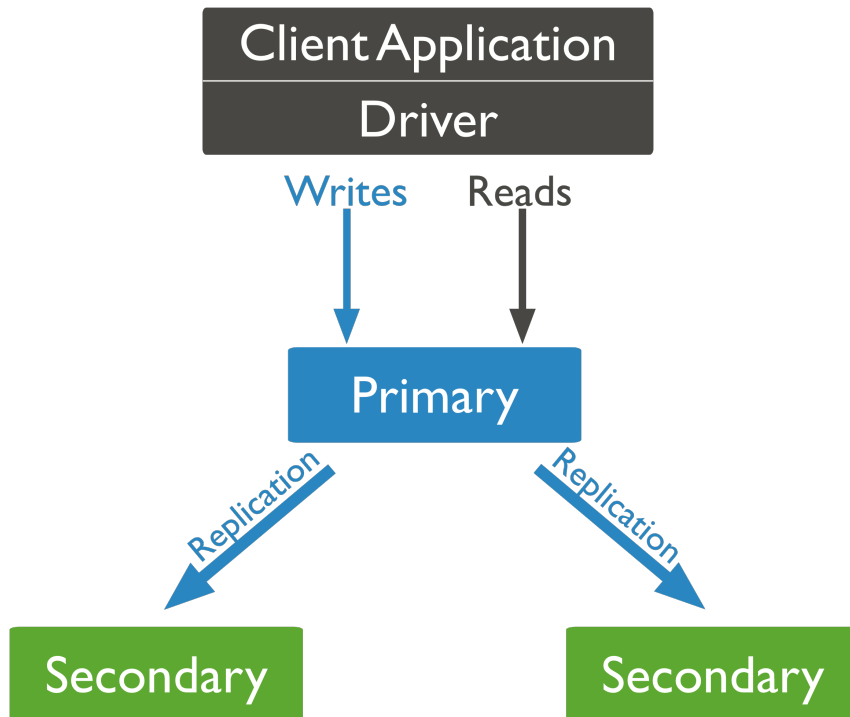 Client Application
Driver
Writes
Reads
Primary
Replication
Replication
Secondary
Secondary